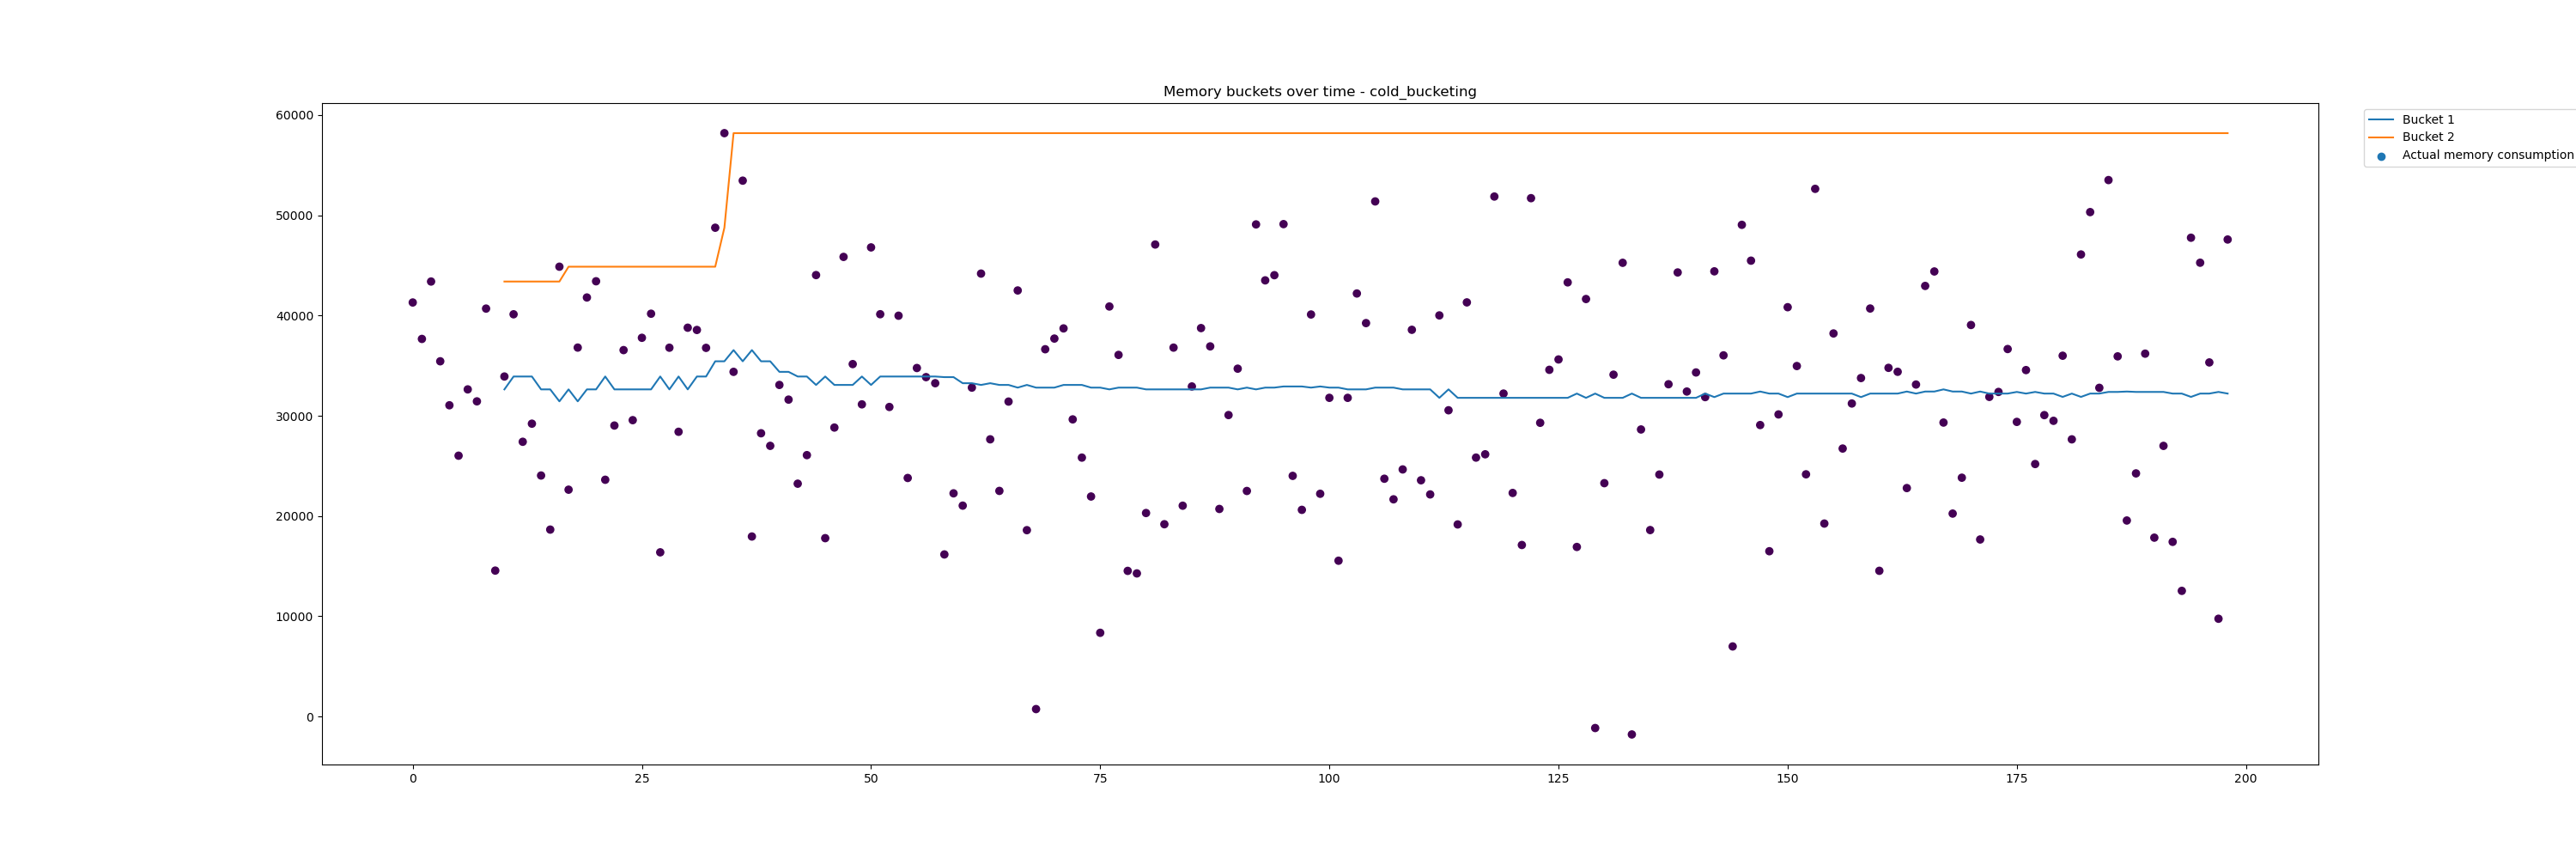 Memory buckets over time - cold_bucketing
60000
50000
40000
30000
20000
10000
0
0 25 50 75 100 125 150 175 200
Bucket 1
Bucket 2
Actual memory consumption